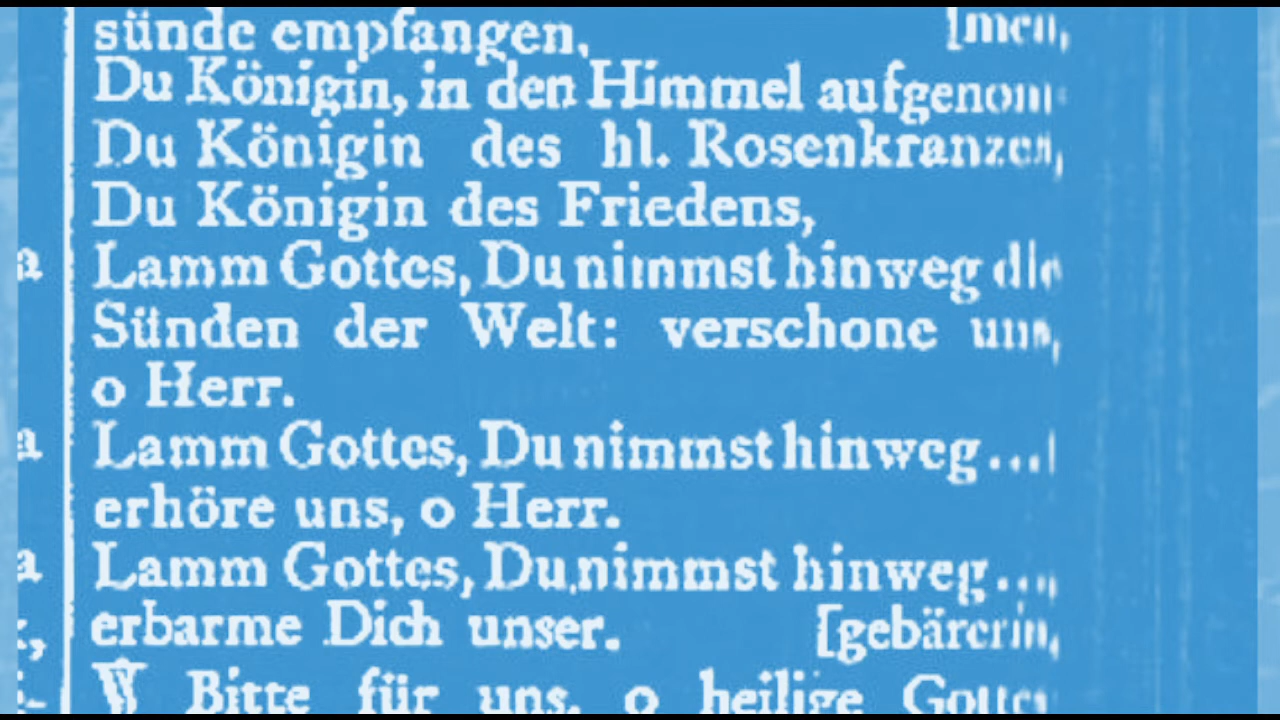 sünde empfangen, [men,
Du Königin, in den Himmel aufgenom-
Du Königin des hl. Rosenkranzes,
Du Königin des Friedens,
a Lamm Gottes, Du nimmst hinweg die
Sünden der Welt: verschone uns,
o Herr.
a Lamm Gottes, Du nimmst hinweg...
erhöre uns, o Herr.
a Lamm Gottes, Du nimmst hinweg...
erbarme Dich unser. [gebärerin,
℣ Bitte für uns, o heilige Gottes